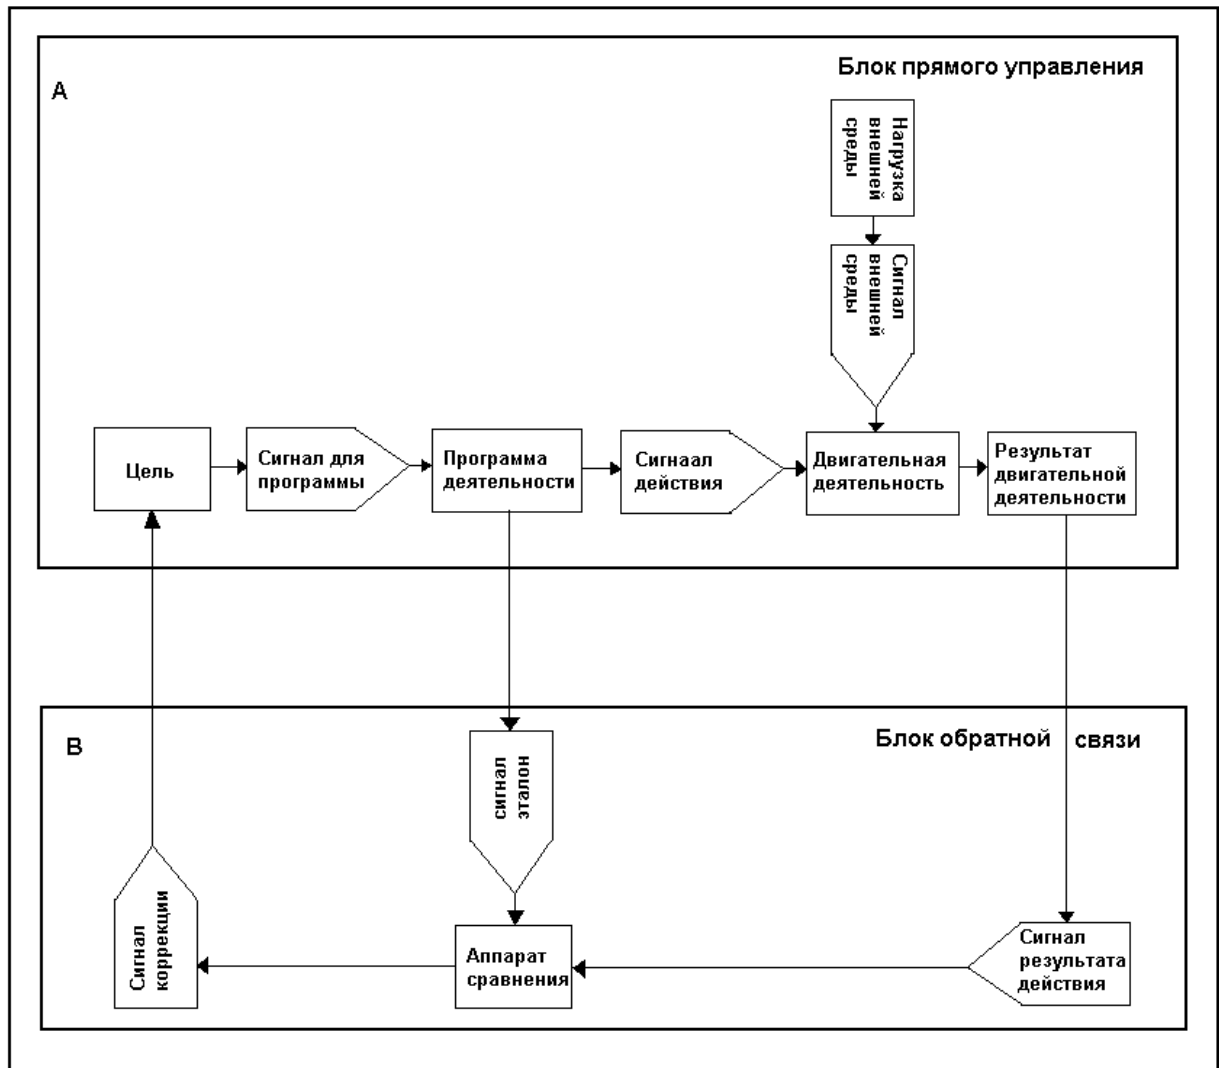 Блок прямого управления
А
Нагрузка
внешней
среды
Сигнал
внешней
среды
Цель
Сигнал для
программы
Программа
деятельности
Сигнаал
действия
Двигательная
деятельность
Результат
двигательной
деятельности
В
Блок обратной связи
сигнал
эталон
Сигнал
коррекции
Аппарат
сравнения
Сигнал
результата
действия